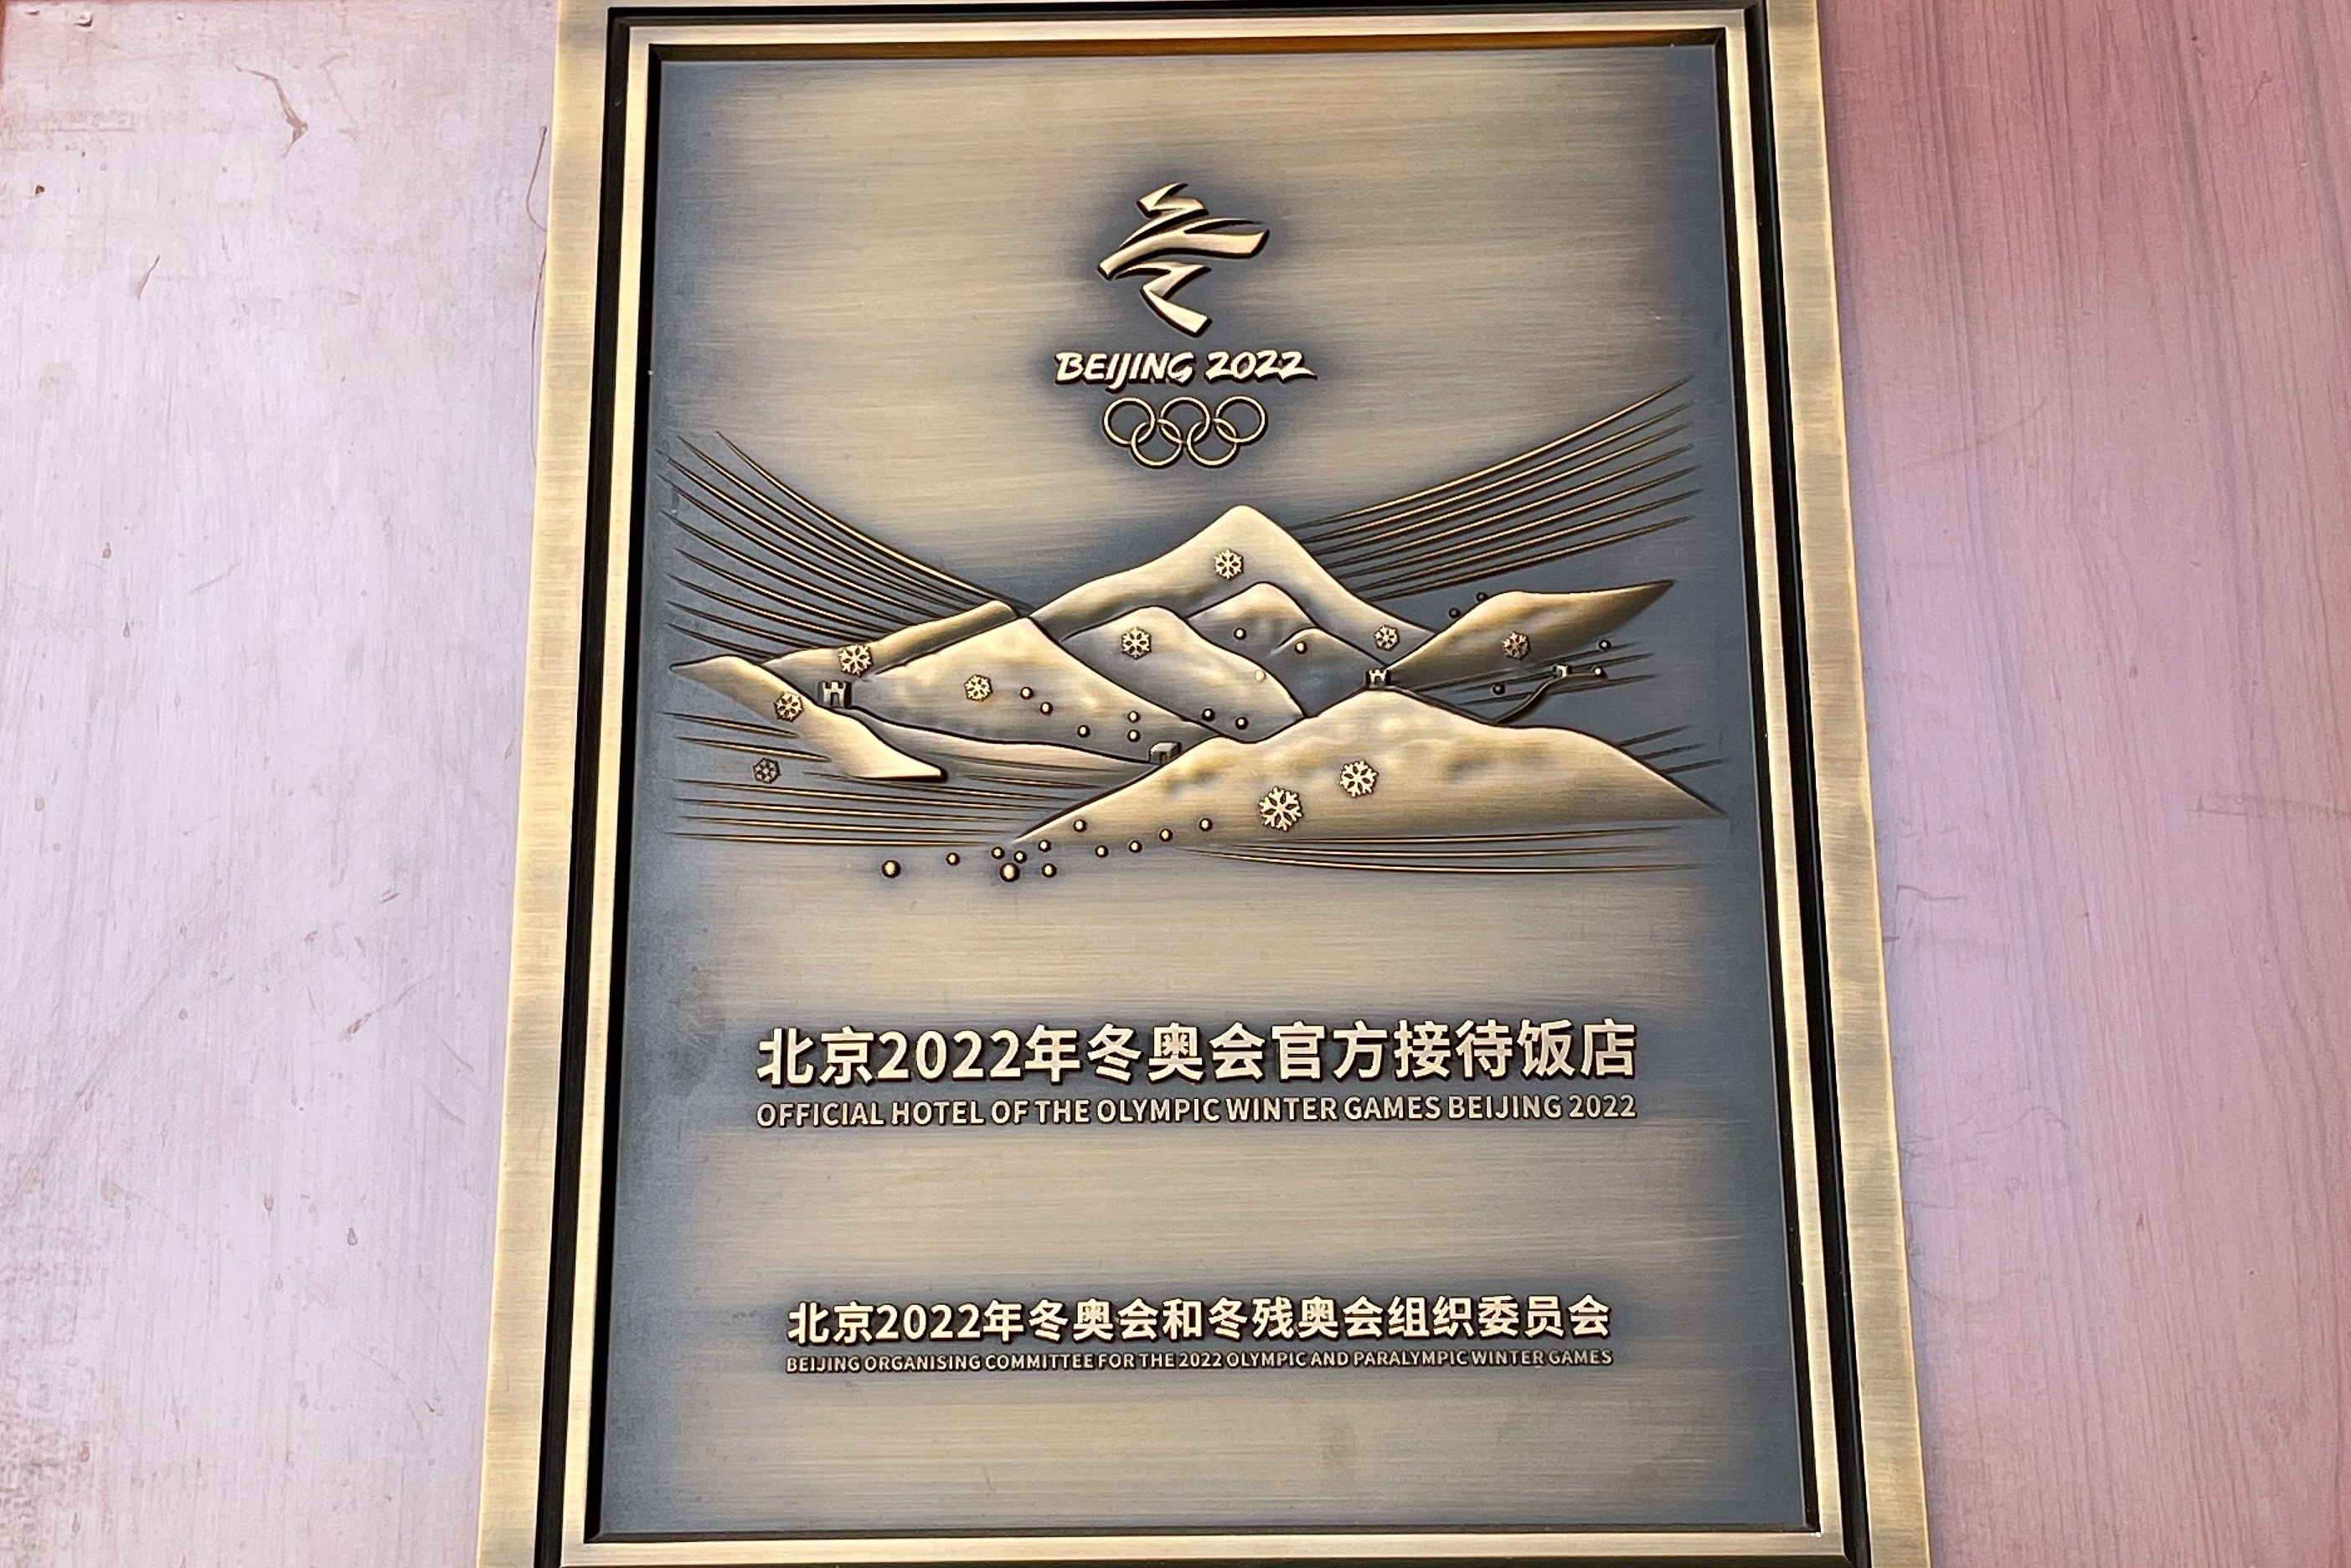 BEIJING 2022
北京2022年冬奥会官方接待饭店
OFFICIAL HOTEL OF THE OLYMPIC WINTER GAMES BEIJING 2022
北京2022年冬奥会和冬残奥会组织委员会
BEIJING ORGANISING COMMITTEE FOR THE 2022 OLYMPIC AND PARALYMPIC WINTER GAMES